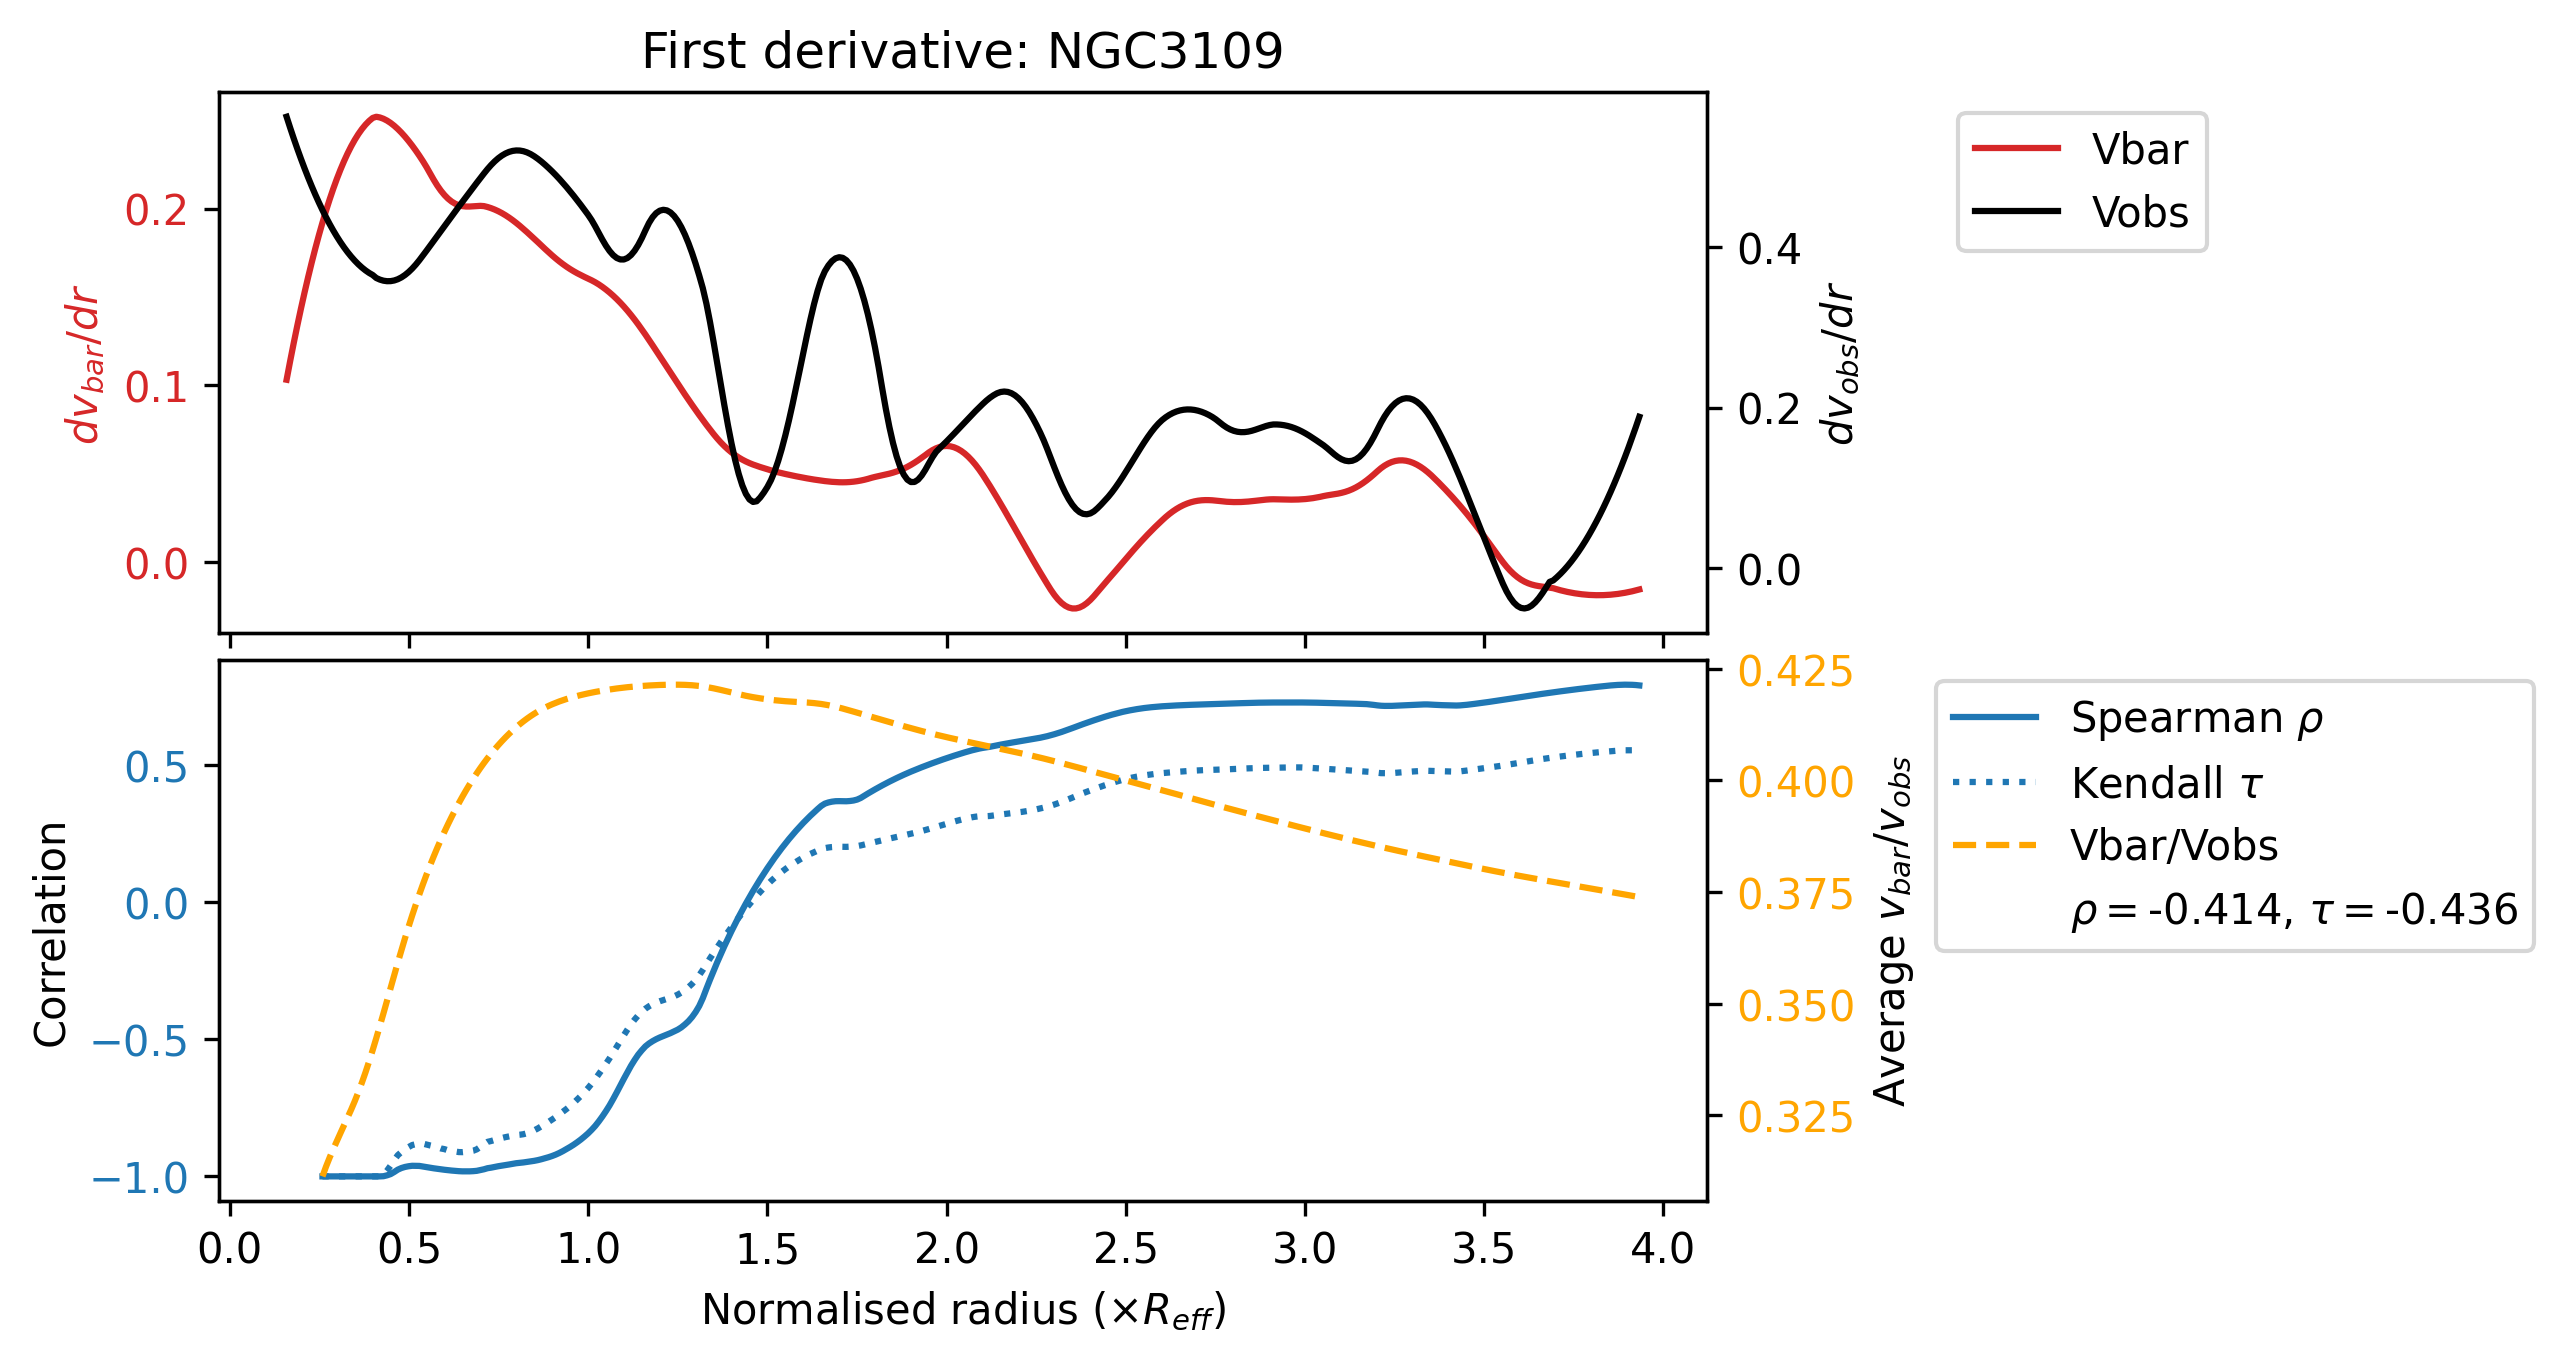 First derivative: NGC3109
0.2
0.1
0.0
dv_bar/dr
0.4
0.2
0.0
dv_obs/dr
Vbar
Vobs
0.5
0.0
−0.5
−1.0
Correlation
0.425
0.400
0.375
0.350
0.325
Average v_bar/v_obs
Spearman ρ
Kendall τ
Vbar/Vobs
ρ = -0.414, τ = -0.436
0.0 0.5 1.0 1.5 2.0 2.5 3.0 3.5 4.0
Normalised radius (×R_eff)